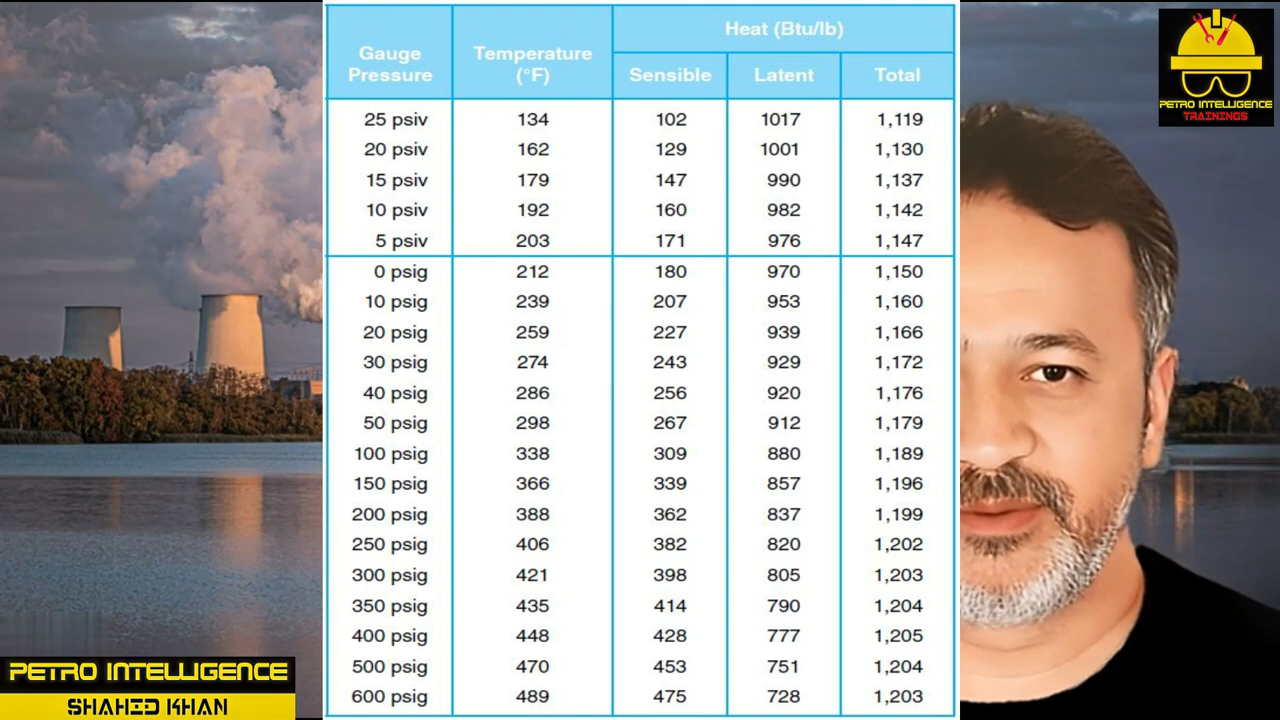 Heat (Btu/lb)
Gauge Pressure Temperature (°F) Sensible Latent Total
25 psiv 134 102 1017 1,119
20 psiv 162 129 1001 1,130
15 psiv 179 147 990 1,137
10 psiv 192 160 982 1,142
5 psiv 203 171 976 1,147
0 psig 212 180 970 1,150
10 psig 239 207 953 1,160
20 psig 259 227 939 1,166
30 psig 274 243 929 1,172
40 psig 286 256 920 1,176
50 psig 298 267 912 1,179
100 psig 338 309 880 1,189
150 psig 366 339 857 1,196
200 psig 388 362 837 1,199
250 psig 406 382 820 1,202
300 psig 421 398 805 1,203
350 psig 435 414 790 1,204
400 psig 448 428 777 1,205
500 psig 470 453 751 1,204
600 psig 489 475 728 1,203
PETRO INTELLIGENCE
TRAININGS
PETRO INTELLIGENCE
SHAHID KHAN